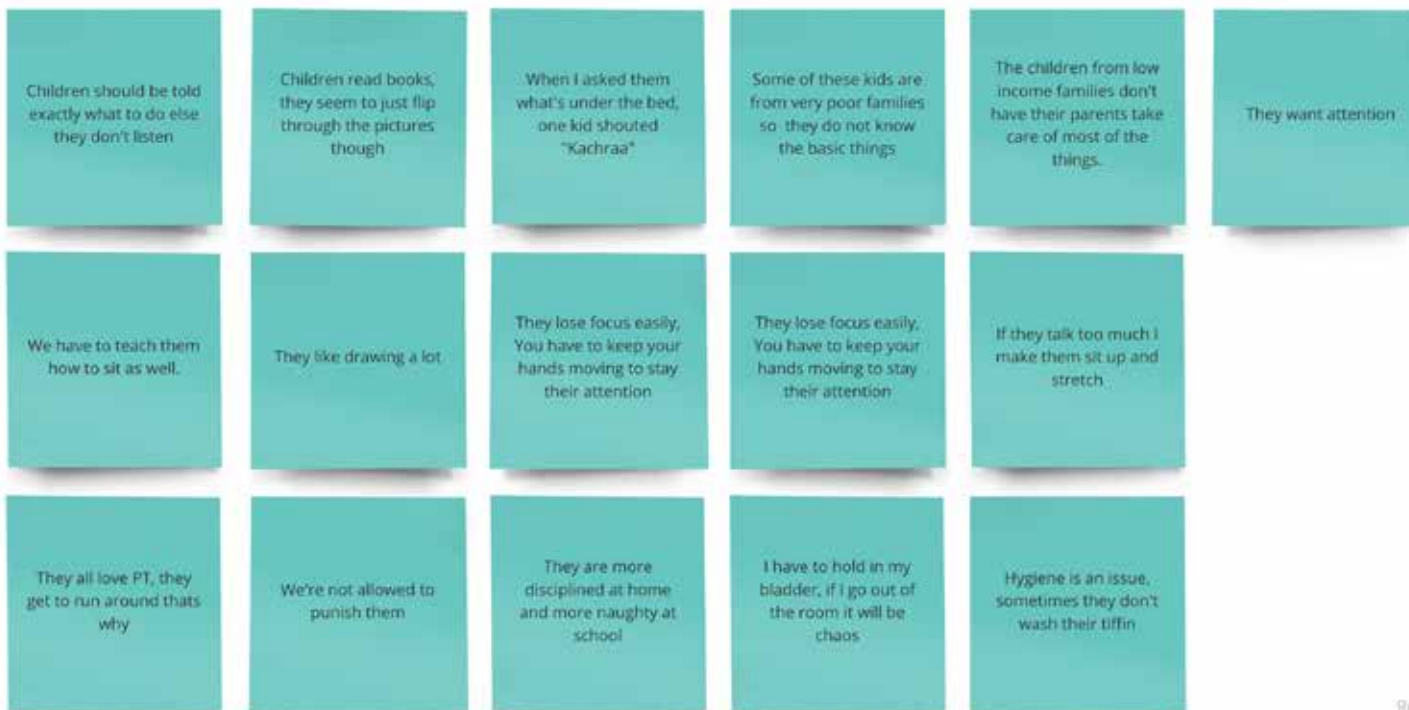 Children should be told
exactly what to do else
they don't listen
Children read books,
they seem to just flip
through the pictures
though
When I asked them
what's under the bed,
one kid shouted
"Kachraa"
Some of these kids are
from very poor families
so they do not know
the basic things
The children from low
income families don't
have their parents take
care of most of the
things.
They want attention
We have to teach them
how to sit as well.
They like drawing a lot
They lose focus easily,
You have to keep your
hands moving to stay
their attention
They lose focus easily,
You have to keep your
hands moving to stay
their attention
If they talk too much I
make them sit up and
stretch
They all love PT, they
get to run around thats
why
We're not allowed to
punish them
They are more
disciplined at home
and more naughty at
school
I have to hold in my
bladder, if i go out of
the room it will be
chaos
Hygiene is an issue,
sometimes they don't
wash their tiffin